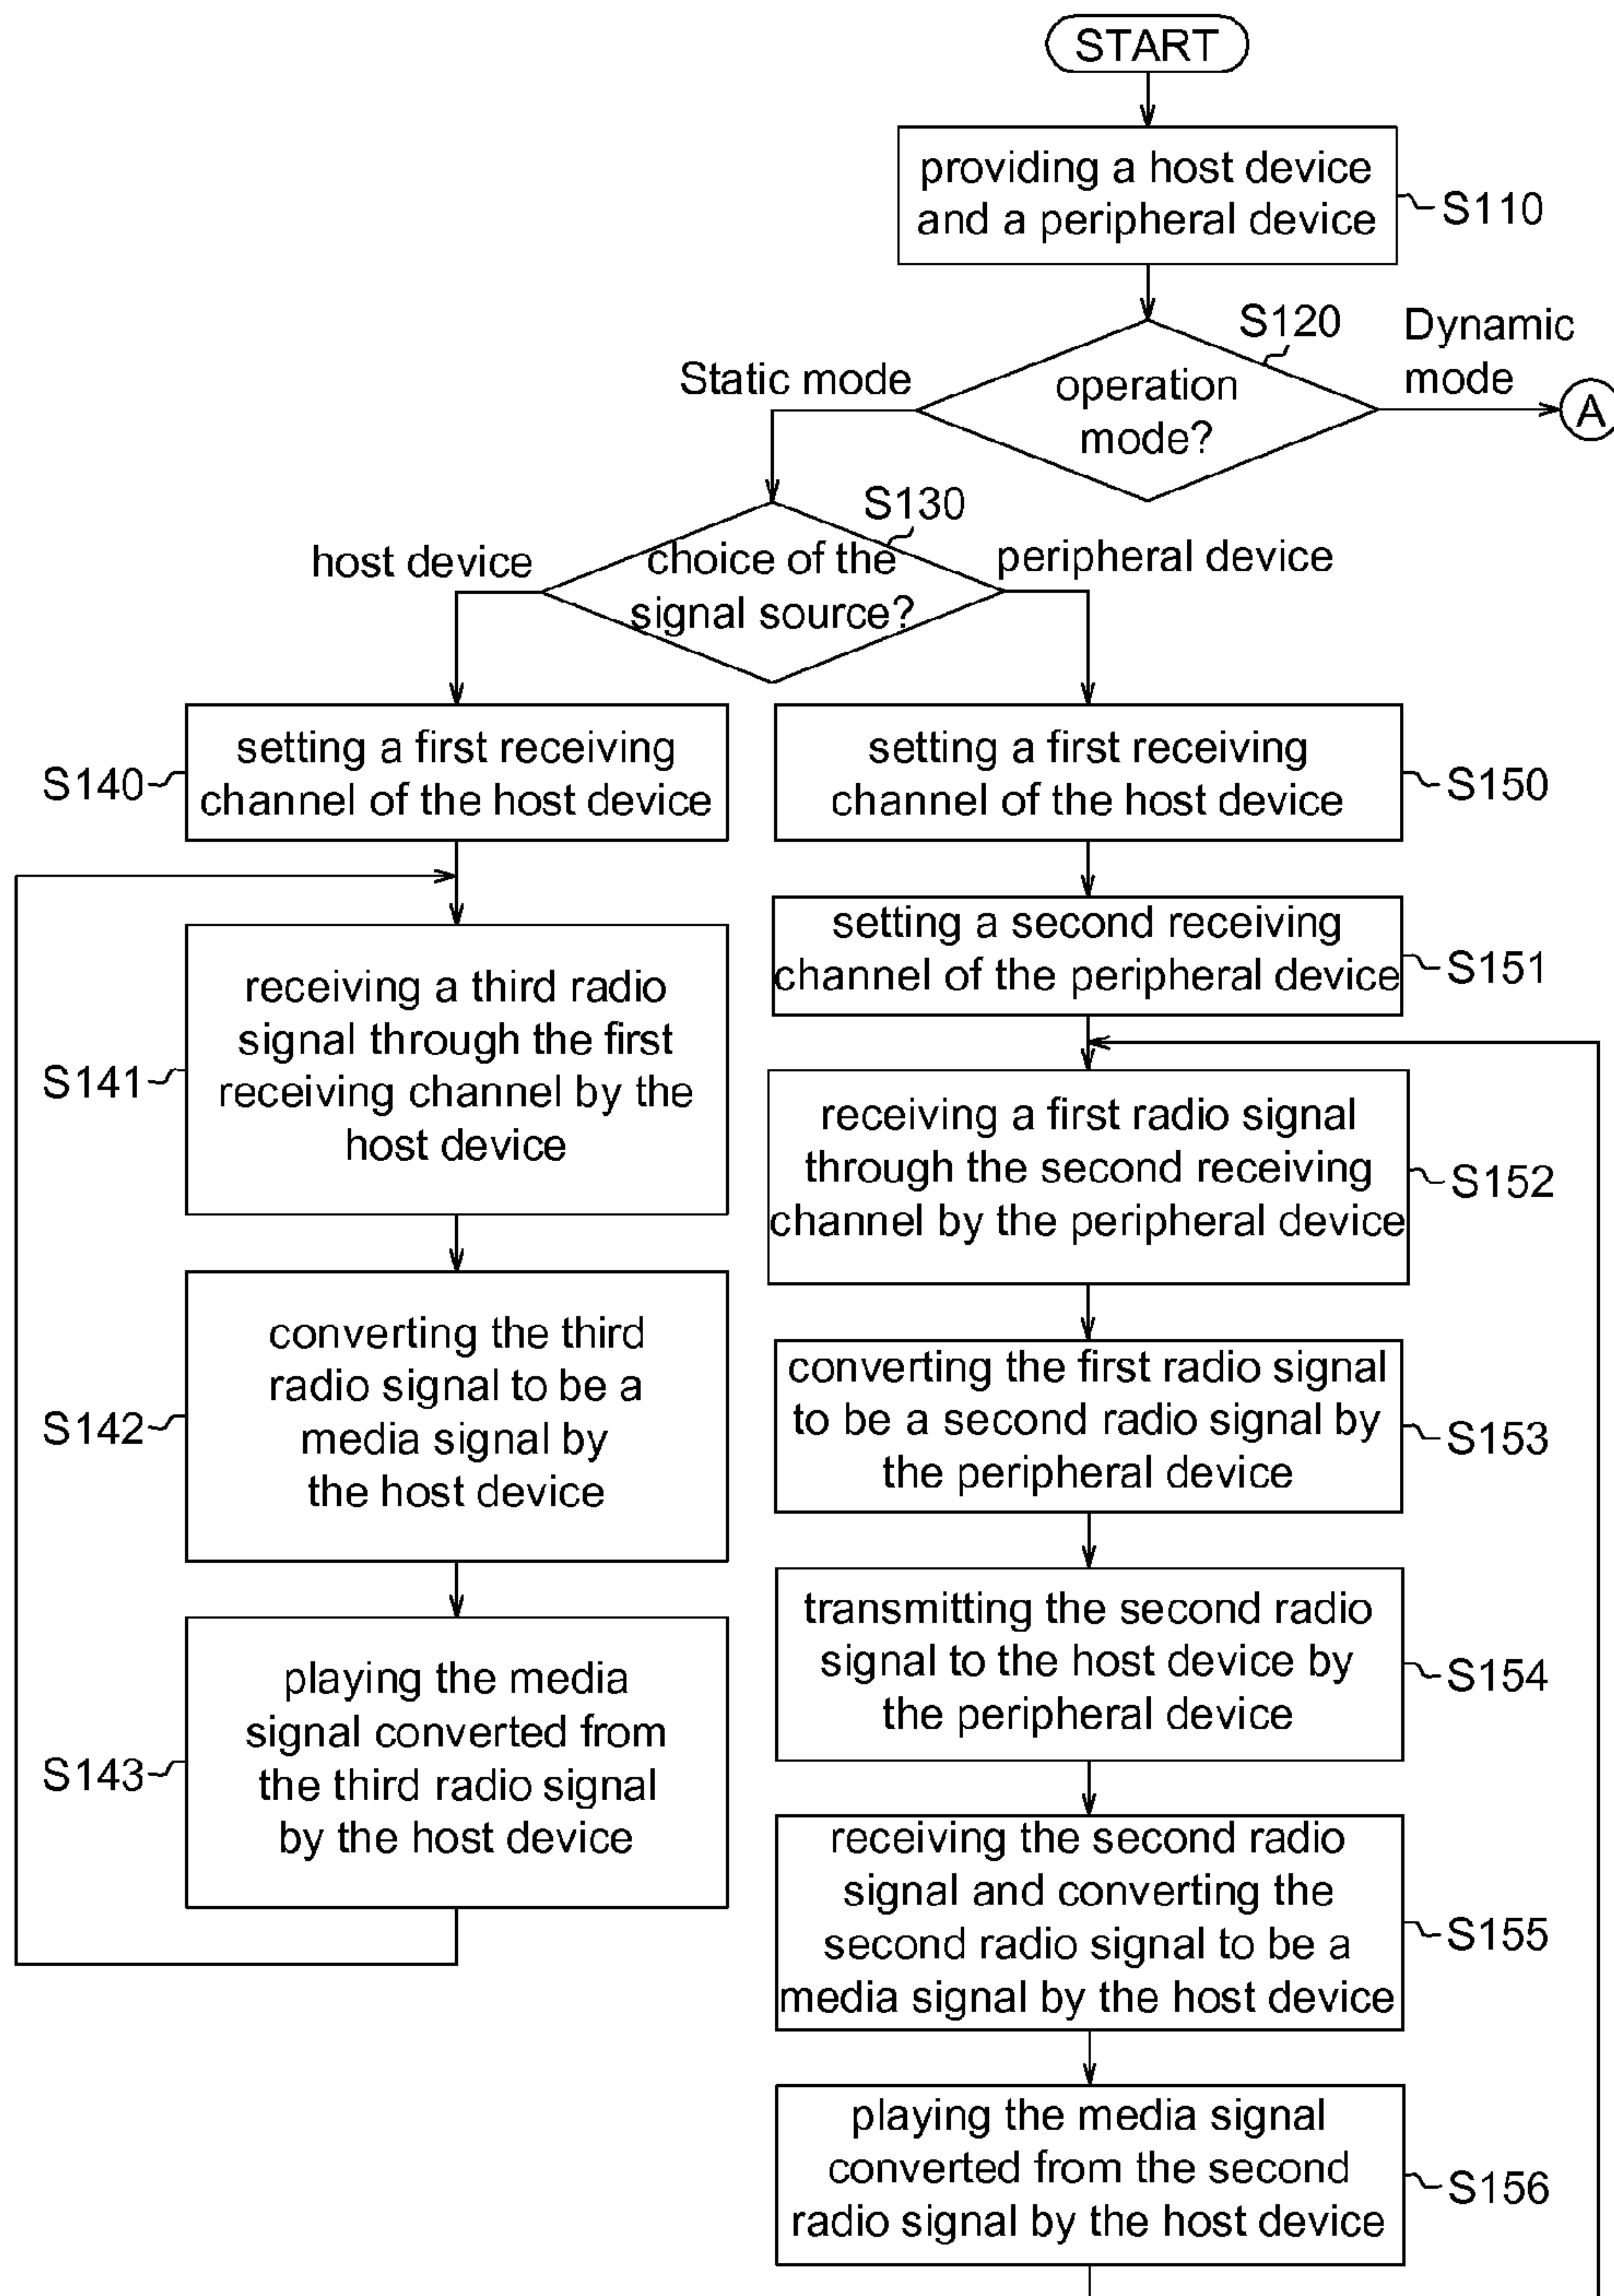 START
providing a host device
and a peripheral device
S110
S120
Dynamic
mode
Static mode
operation
mode?
A
S130
host device
choice of the
signal source?
peripheral device
S140
setting a first receiving
channel of the host device
setting a first receiving
channel of the host device
S150
setting a second receiving
channel of the peripheral device
S151
S141
receiving a third radio
signal through the first
receiving channel by the
host device
receiving a first radio signal
through the second receiving
channel by the peripheral device
S152
S142
converting the third
radio signal to be a
media signal by
the host device
converting the first radio signal
to be a second radio signal by
the peripheral device
S153
transmitting the second radio
signal to the host device by
the peripheral device
S154
S143
playing the media
signal converted from
the third radio signal
by the host device
receiving the second radio
signal and converting the
second radio signal to be a
media signal by the host device
S155
playing the media signal
converted from the second
radio signal by the host device
S156